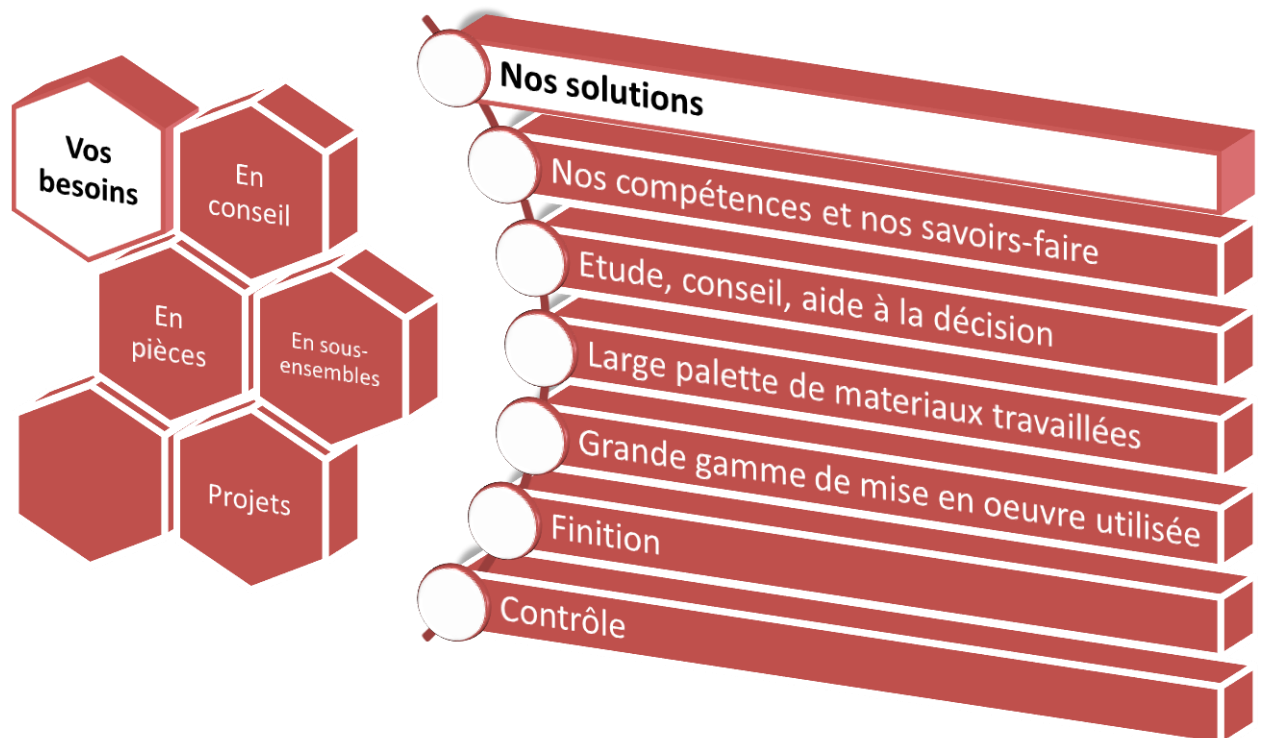 Vos
besoins
En
conseil
En
pièces
En sous-
ensembles
Projets
Nos solutions
Nos compétences et nos savoirs-faire
Etude, conseil, aide à la décision
Large palette de materiaux travaillées
Grande gamme de mise en oeuvre utilisée
Finition
Contrôle